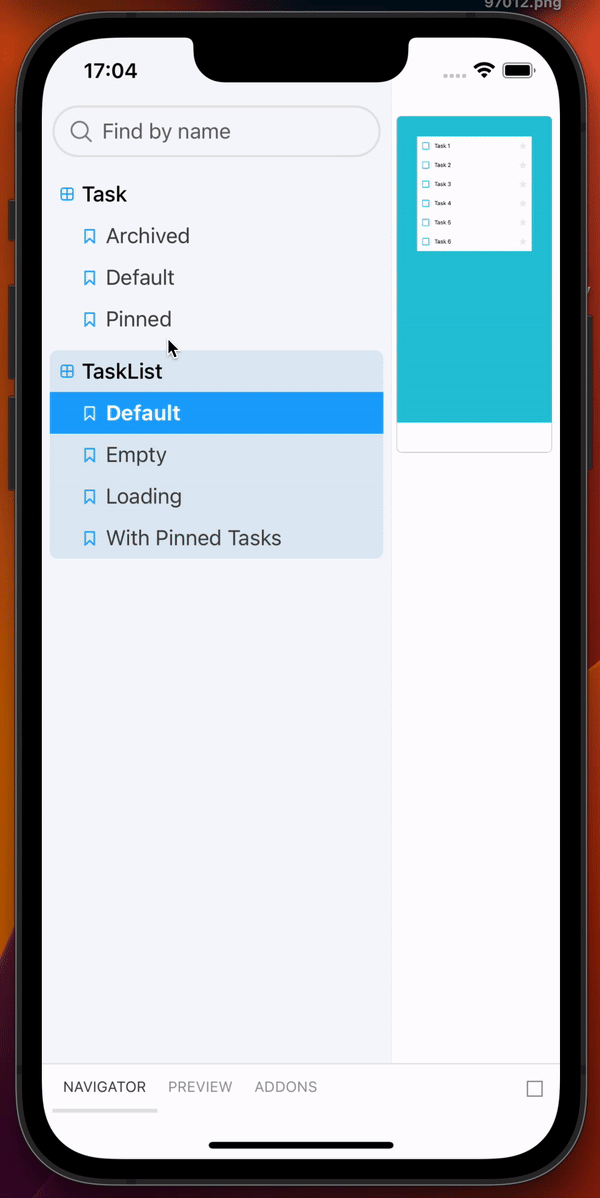 97012.png
17:04
Find by name
Task
Archived
Default
Pinned
TaskList
Default
Empty
Loading
With Pinned Tasks
Task 1
Task 2
Task 3
Task 4
Task 5
Task 6
NAVIGATOR
PREVIEW
ADDONS